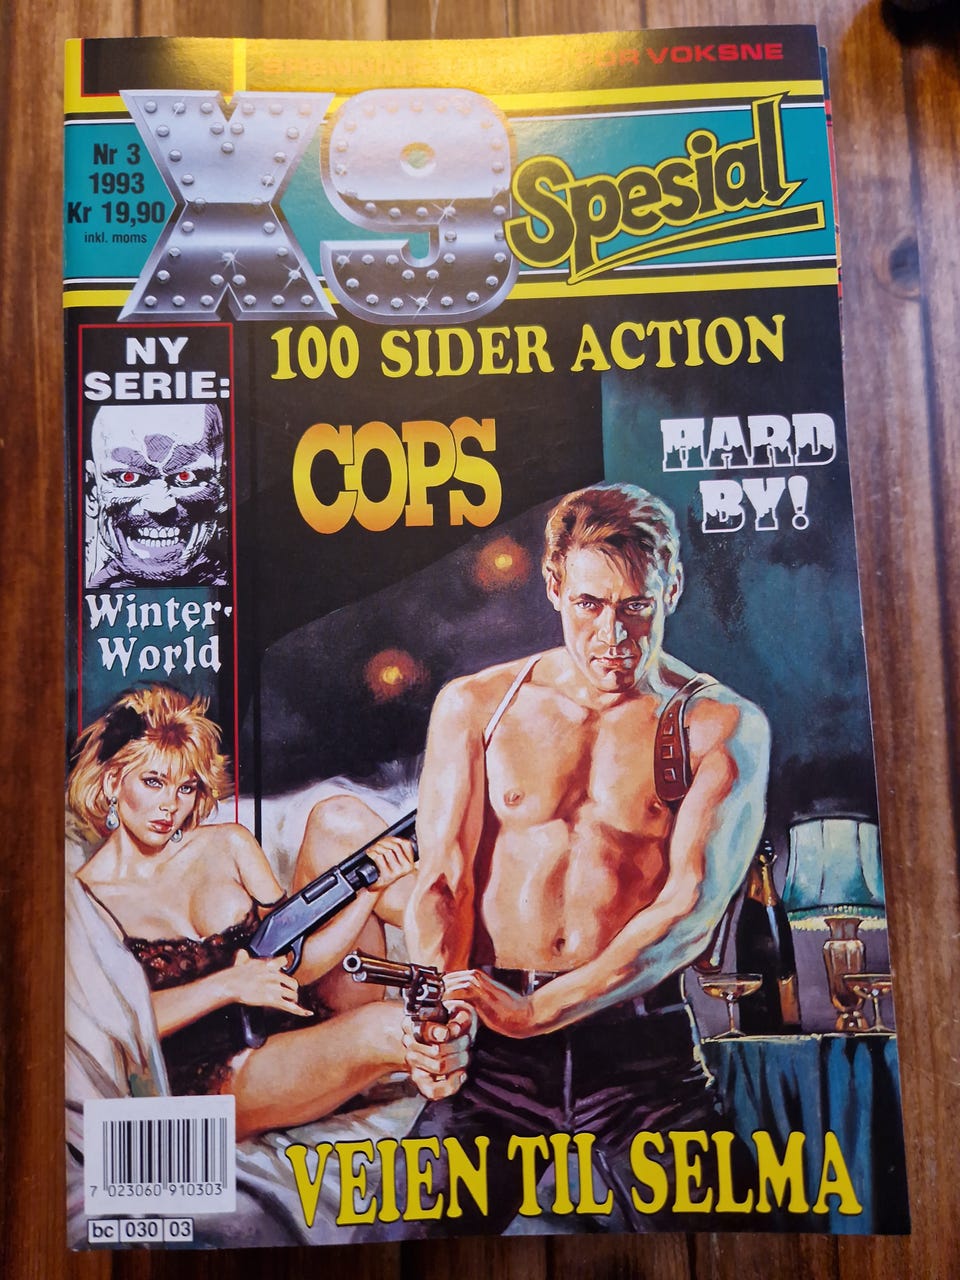 FOR VOKSNE
X9 Spesial
Nr 3
1993
Kr 19,90
inkl. moms
100 SIDER ACTION
NY
SERIE:
COPS
HARD
BY!
Winter-
World
VEIEN TIL SELMA
7 023060 910303
bc 030 03